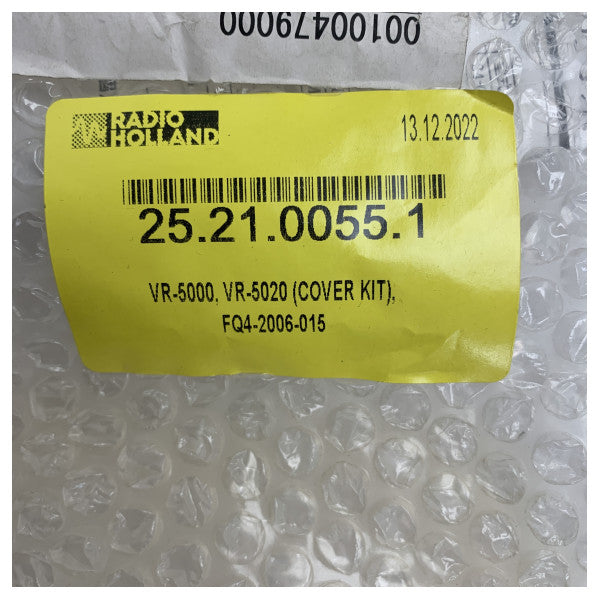 00100479000
RADIO
HOLLAND
13.12.2022
25.21.0055.1
VR-5000, VR-5020 (COVER KIT),
FQ4-2006-015